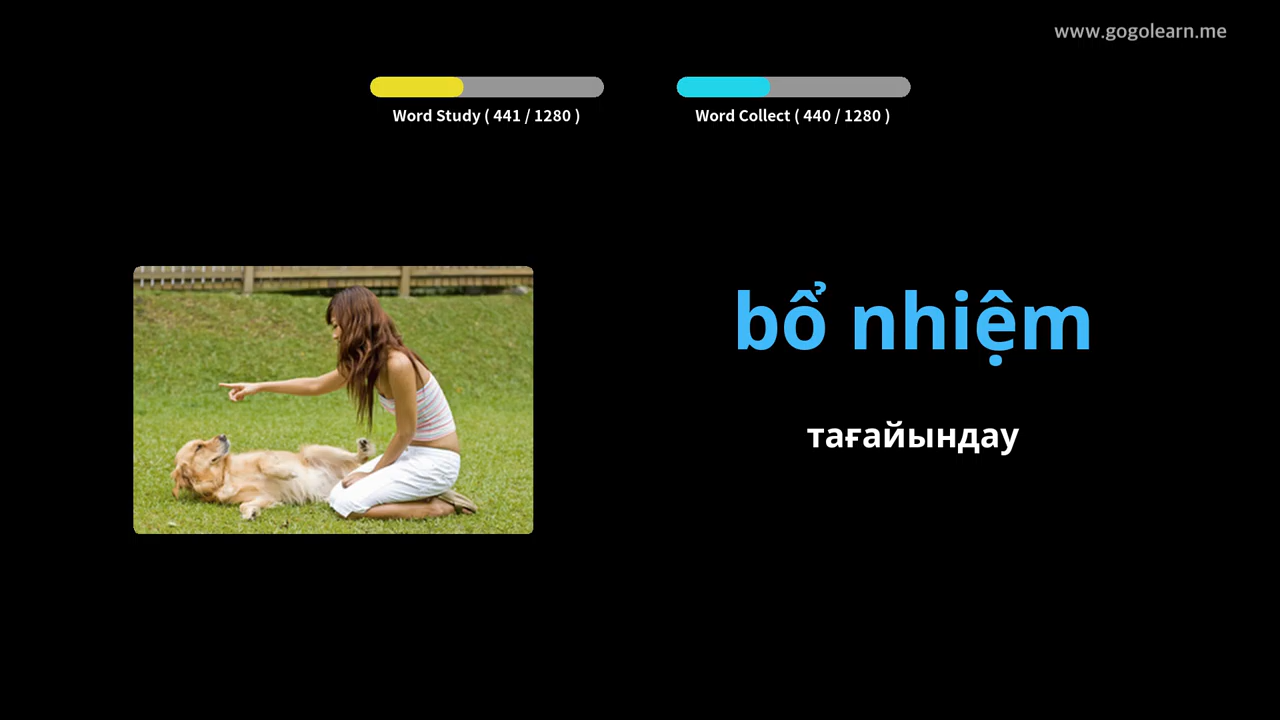 www.gogolearn.me
Word Study ( 441 / 1280 )
Word Collect ( 440 / 1280 )
bổ nhiệm
тағайындау